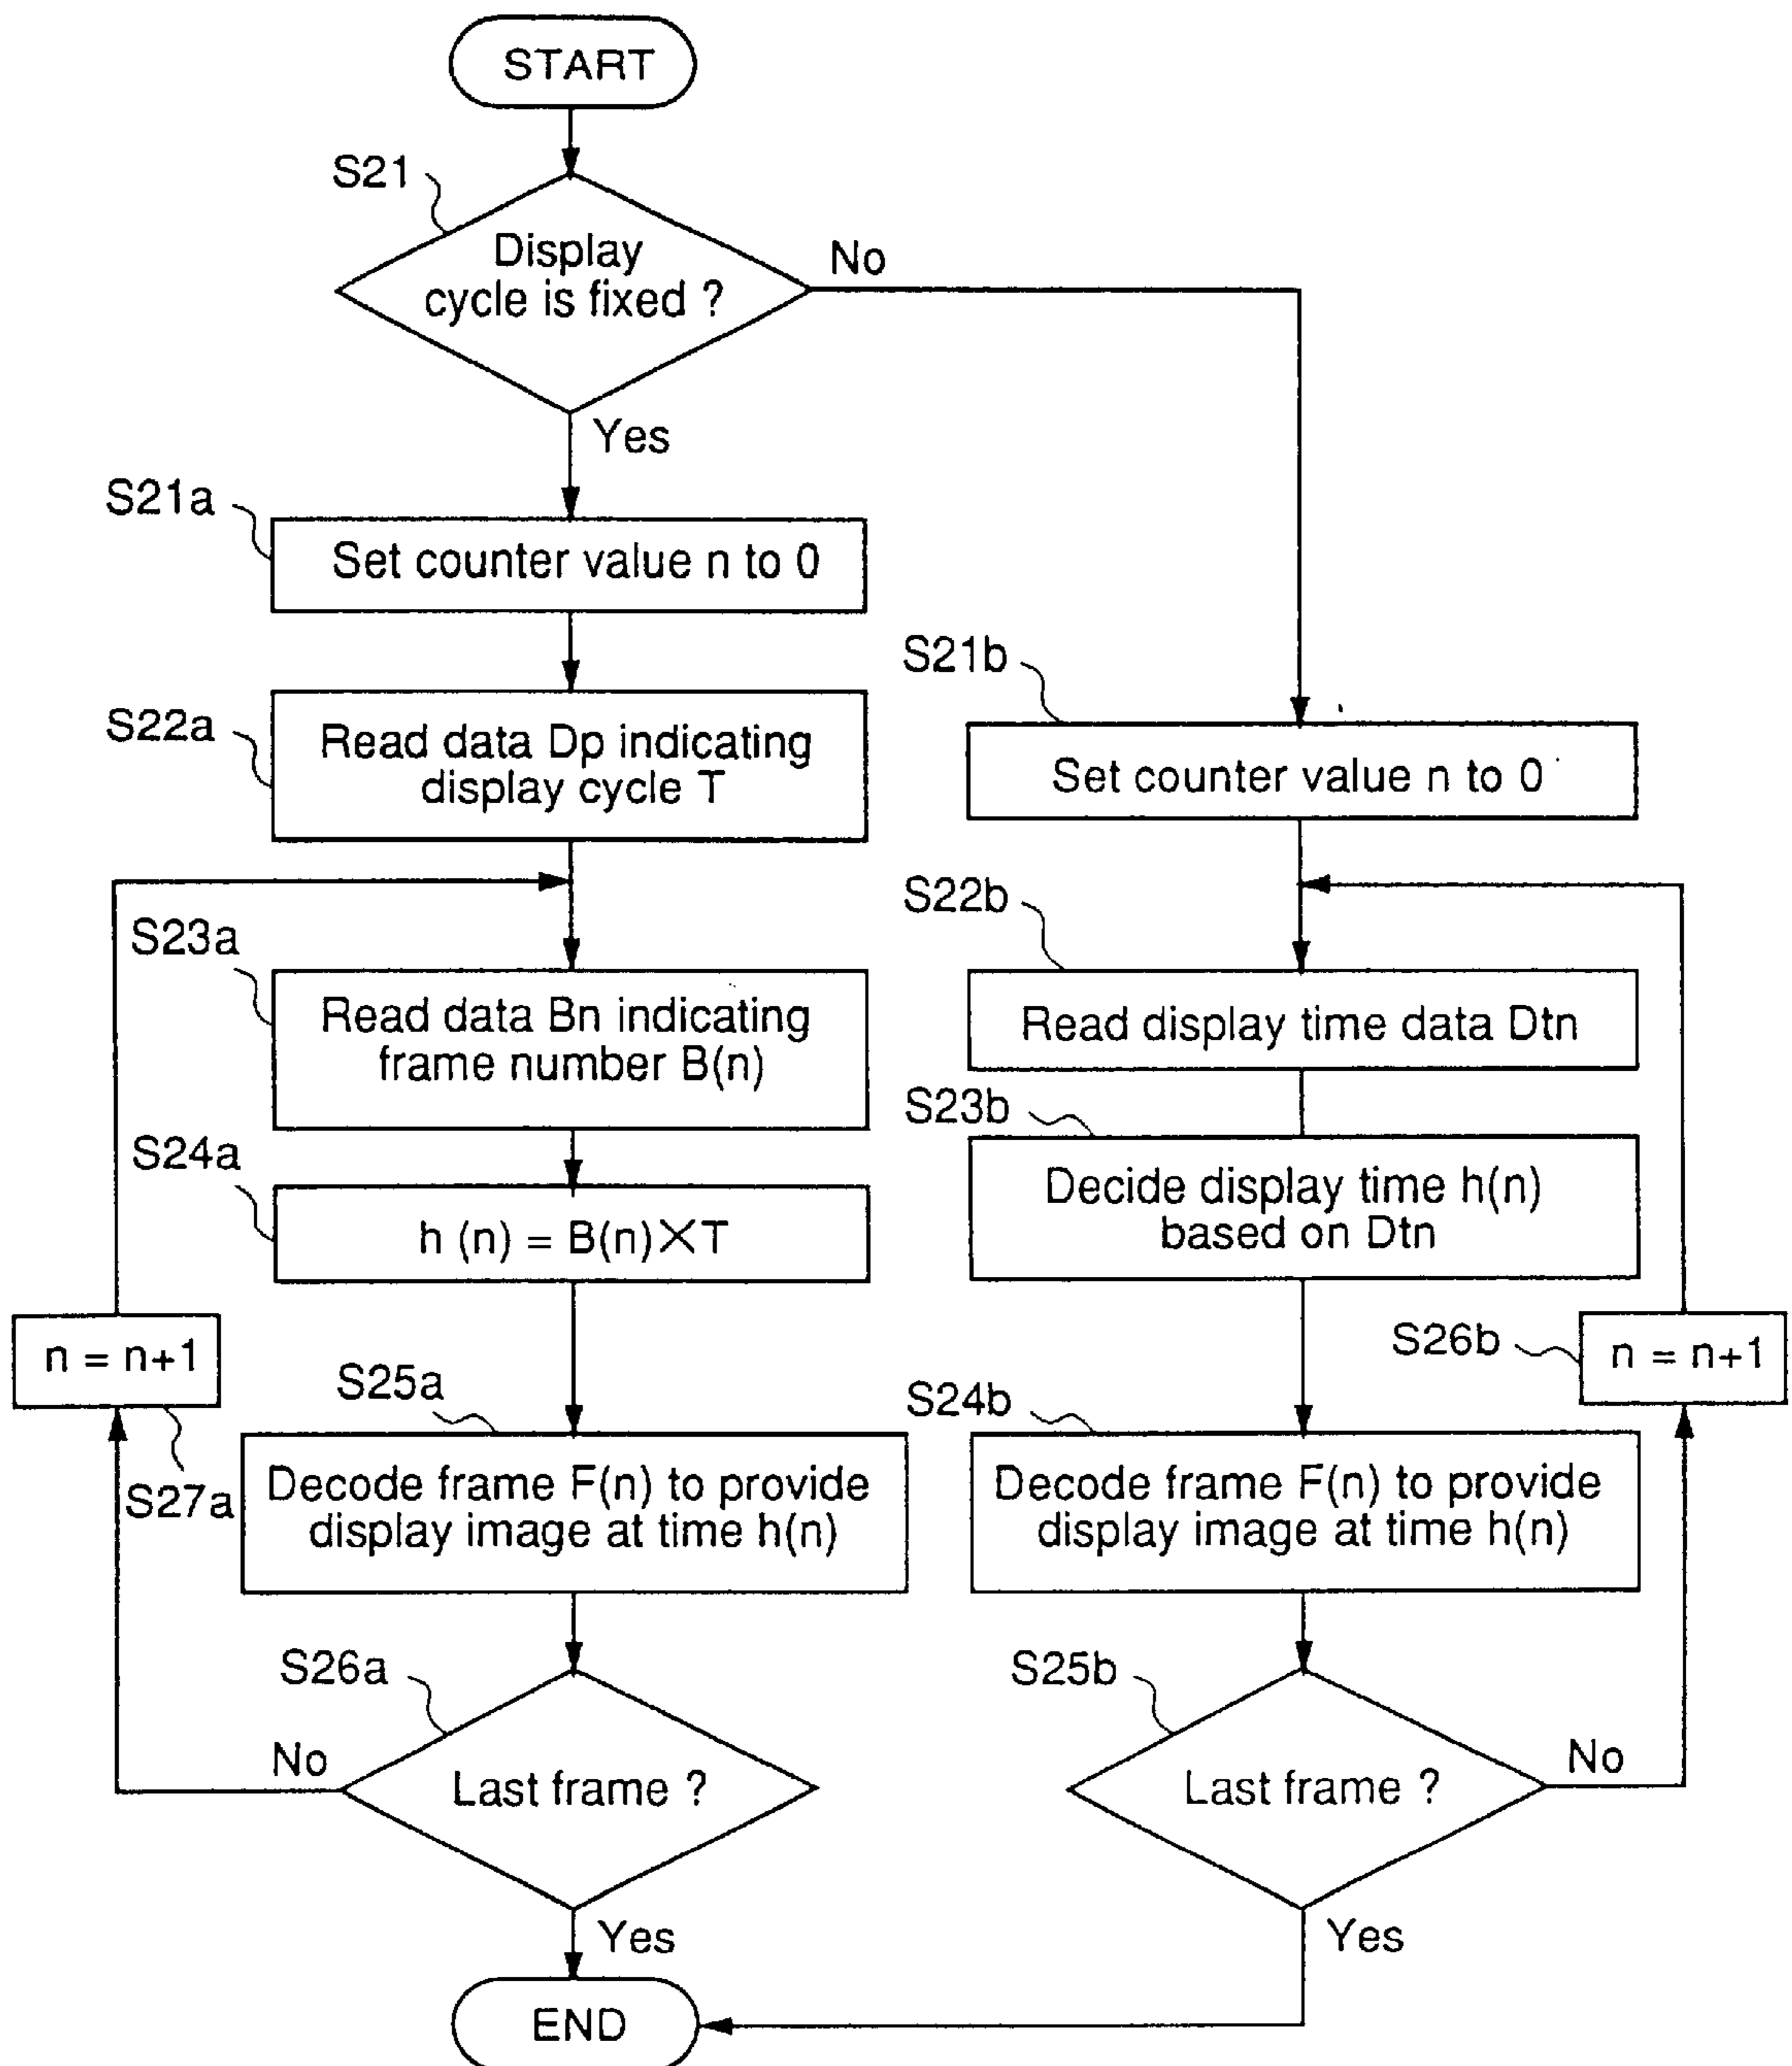 START
S21
Display
cycle is fixed ?
No
Yes
S21a
Set counter value n to 0
S22a
Read data Dp indicating
display cycle T
S21b
Set counter value n to 0
S23a
Read data Bn indicating
frame number B(n)
S22b
Read display time data Dtn
S24a
h (n) = B(n)×T
S23b
Decide display time h(n)
based on Dtn
n = n+1
S27a
S26b
n = n+1
S25a
Decode frame F(n) to provide
display image at time h(n)
S24b
Decode frame F(n) to provide
display image at time h(n)
S26a
No
Last frame ?
Yes
S25b
Last frame ?
No
Yes
END